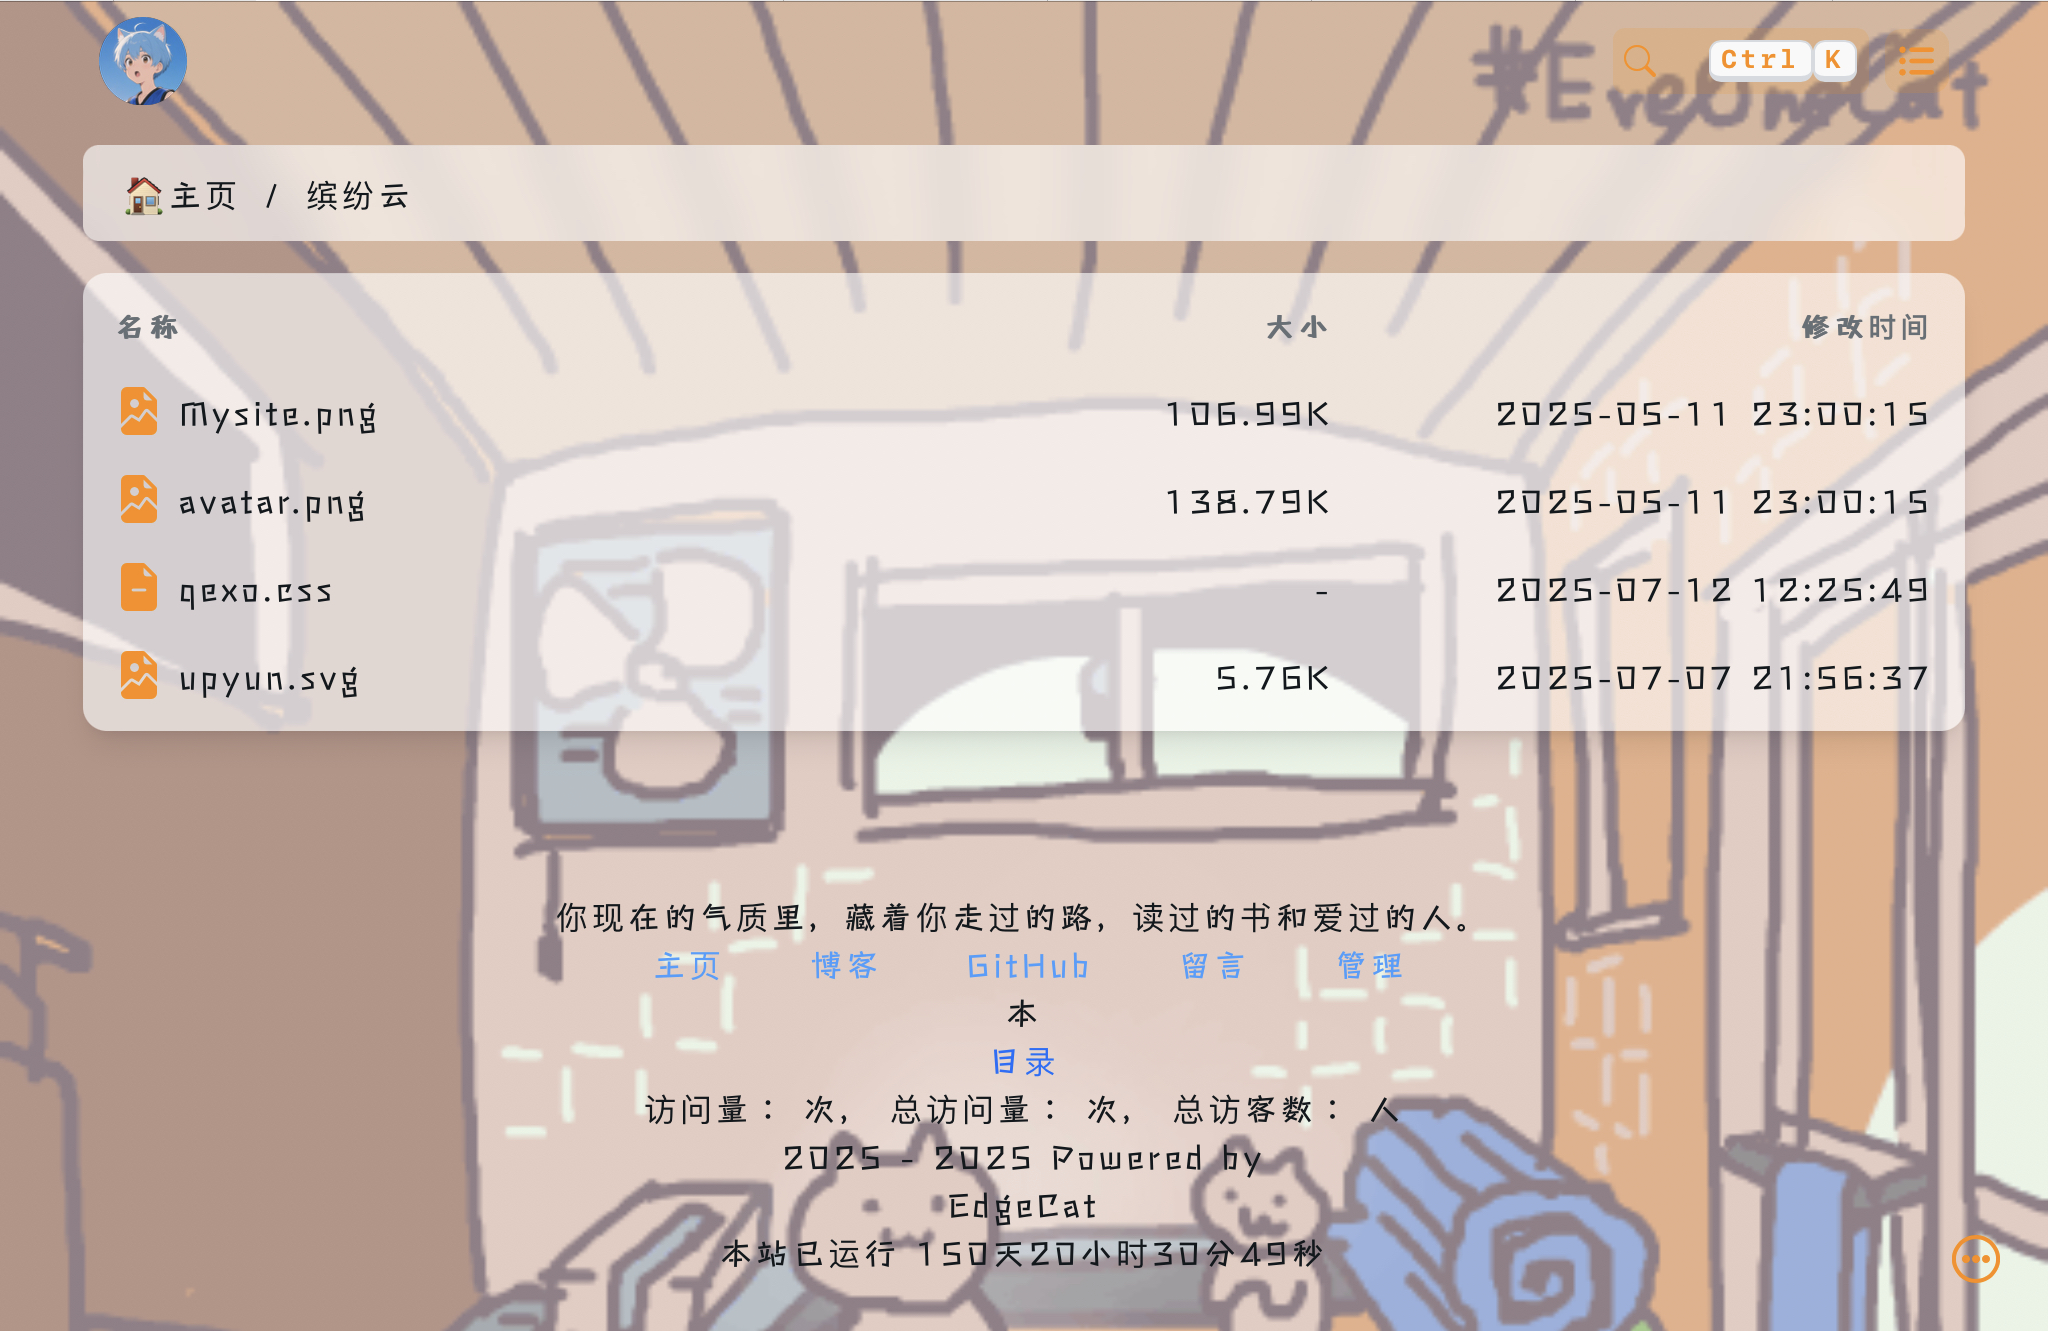 #EveOneCat
Ctrl K
🏠主页 / 缤纷云
名称 大小 修改时间
Mysite.png 106.99K 2025-05-11 23:00:15
avatar.png 138.79K 2025-05-11 23:00:15
qexo.css - 2025-07-12 12:25:49
upyun.svg 5.76K 2025-07-07 21:56:37
你现在的气质里，藏着你走过的路，读过的书和爱过的人。
主页 博客 GitHub 留言 管理
本
目录
访问量： 次， 总访问量： 次， 总访客数： 人
2025 - 2025 Powered by
EdgeCat
本站已运行 150天20小时30分49秒